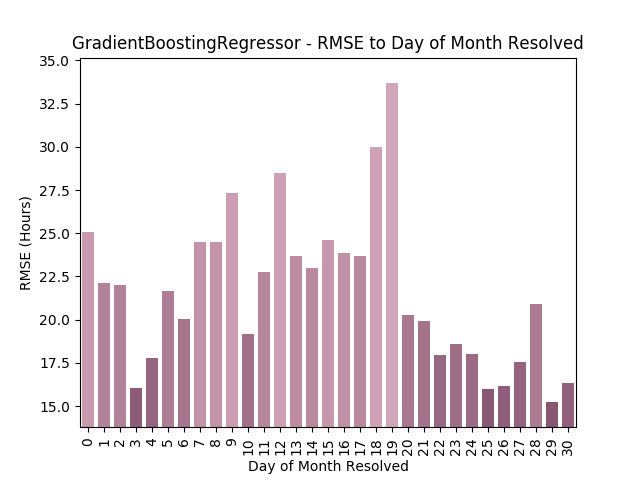 GradientBoostingRegressor - RMSE to Day of Month Resolved
35.0
32.5
30.0
27.5
25.0
22.5
20.0
17.5
15.0
RMSE (Hours)
0 1 2 3 4 5 6 7 8 9 10 11 12 13 14 15 16 17 18 19 20 21 22 23 24 25 26 27 28 29 30
Day of Month Resolved